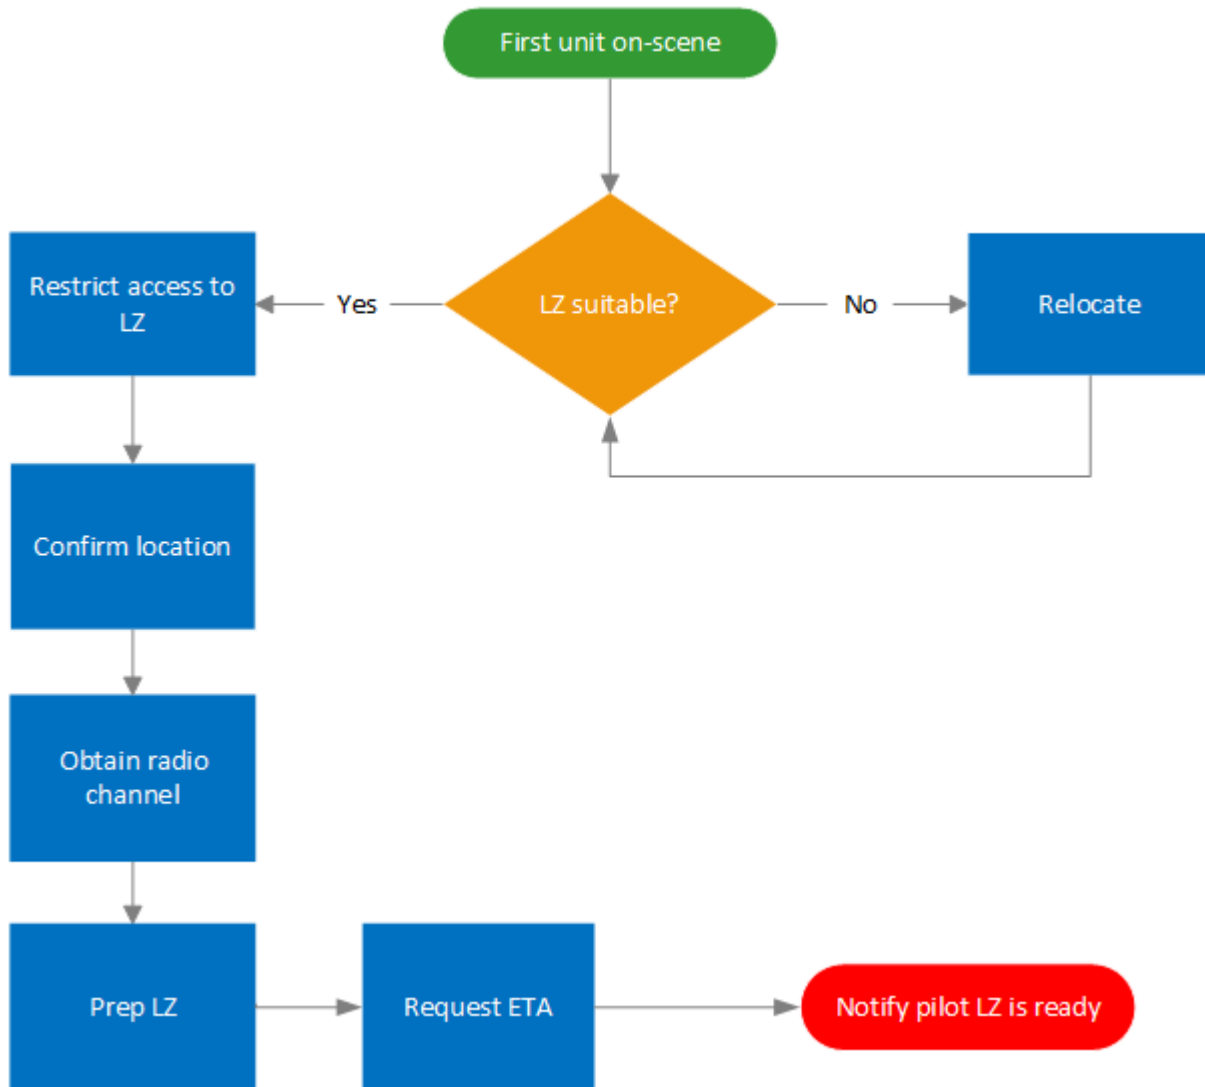 First unit on-scene
Restrict access to
LZ
Yes
LZ suitable?
No
Relocate
Confirm location
Obtain radio
channel
Prep LZ
Request ETA
Notify pilot LZ is ready